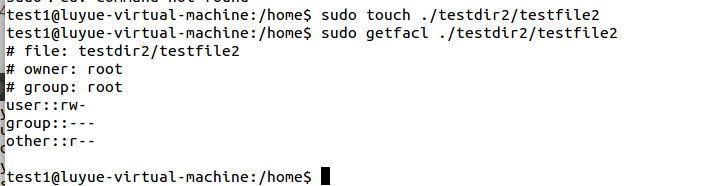 test1@luyue-virtual-machine:/home$ sudo touch ./testdir2/testfile2
test1@luyue-virtual-machine:/home$ sudo getfacl ./testdir2/testfile2
# file: testdir2/testfile2
# owner: root
# group: root
user::rw-
group::---
other::r--
test1@luyue-virtual-machine:/home$